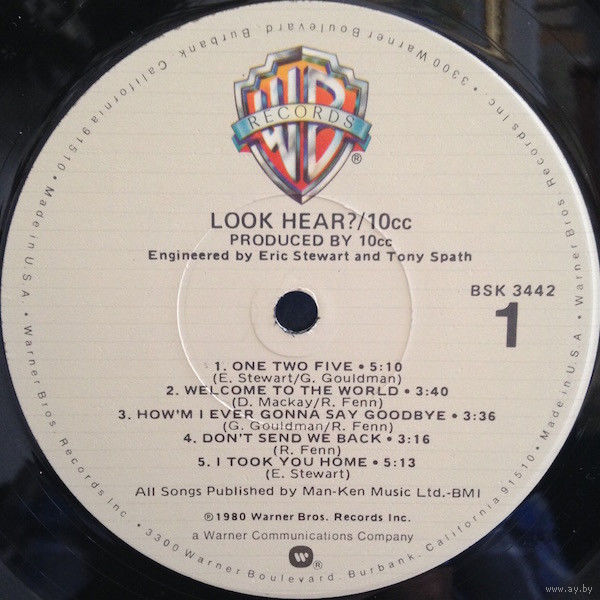 WB
RECORDS
®
LOOK HEAR?/10cc
PRODUCED BY 10cc
Engineered by Eric Stewart and Tony Spath
BSK 3442
1
1. ONE TWO FIVE • 5:10
(E. Stewart/G. Gouldman)
2. WELCOME TO THE WORLD • 3:40
(D. Mackay/R. Fenn)
3. HOW'M I EVER GONNA SAY GOODBYE • 3:36
(G. Gouldman/R. Fenn)
4. DON'T SEND WE BACK • 3:16
(R. Fenn)
5. I TOOK YOU HOME • 5:13
(E. Stewart)
All Songs Published by Man-Ken Music Ltd.-BMI
℗1980 Warner Bros. Records Inc.
a Warner Communications Company
W®
Warner Bros. Records Inc. • 3300 Warner Boulevard, Burbank, California 91510 • Made in U.S.A. •
Warner Bros. Records Inc. • 3300 Warner Boulevard, Burbank, California 91510 • Made in U.S.A. •
www.ay.by